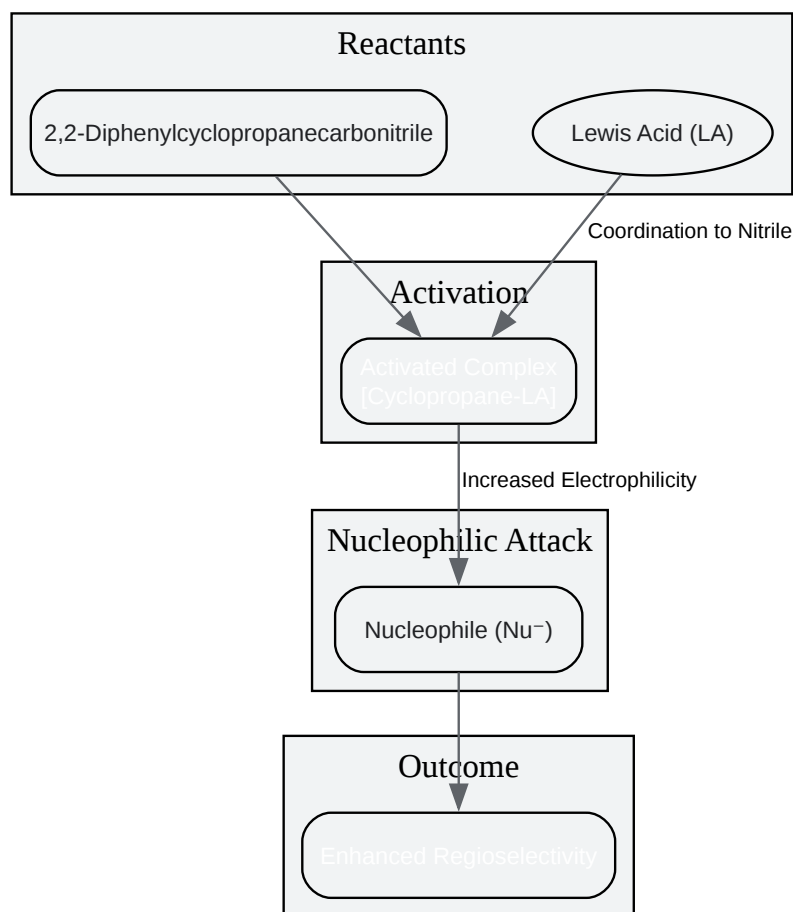 Reactants
2,2-Diphenylcyclopropanecarbonitrile
Lewis Acid (LA)
Coordination to Nitrile
Activation
Activated Complex
[Cyclopropane-LA]
Increased Electrophilicity
Nucleophilic Attack
Nucleophile (Nu⁻)
Outcome
Enhanced Regioselectivity